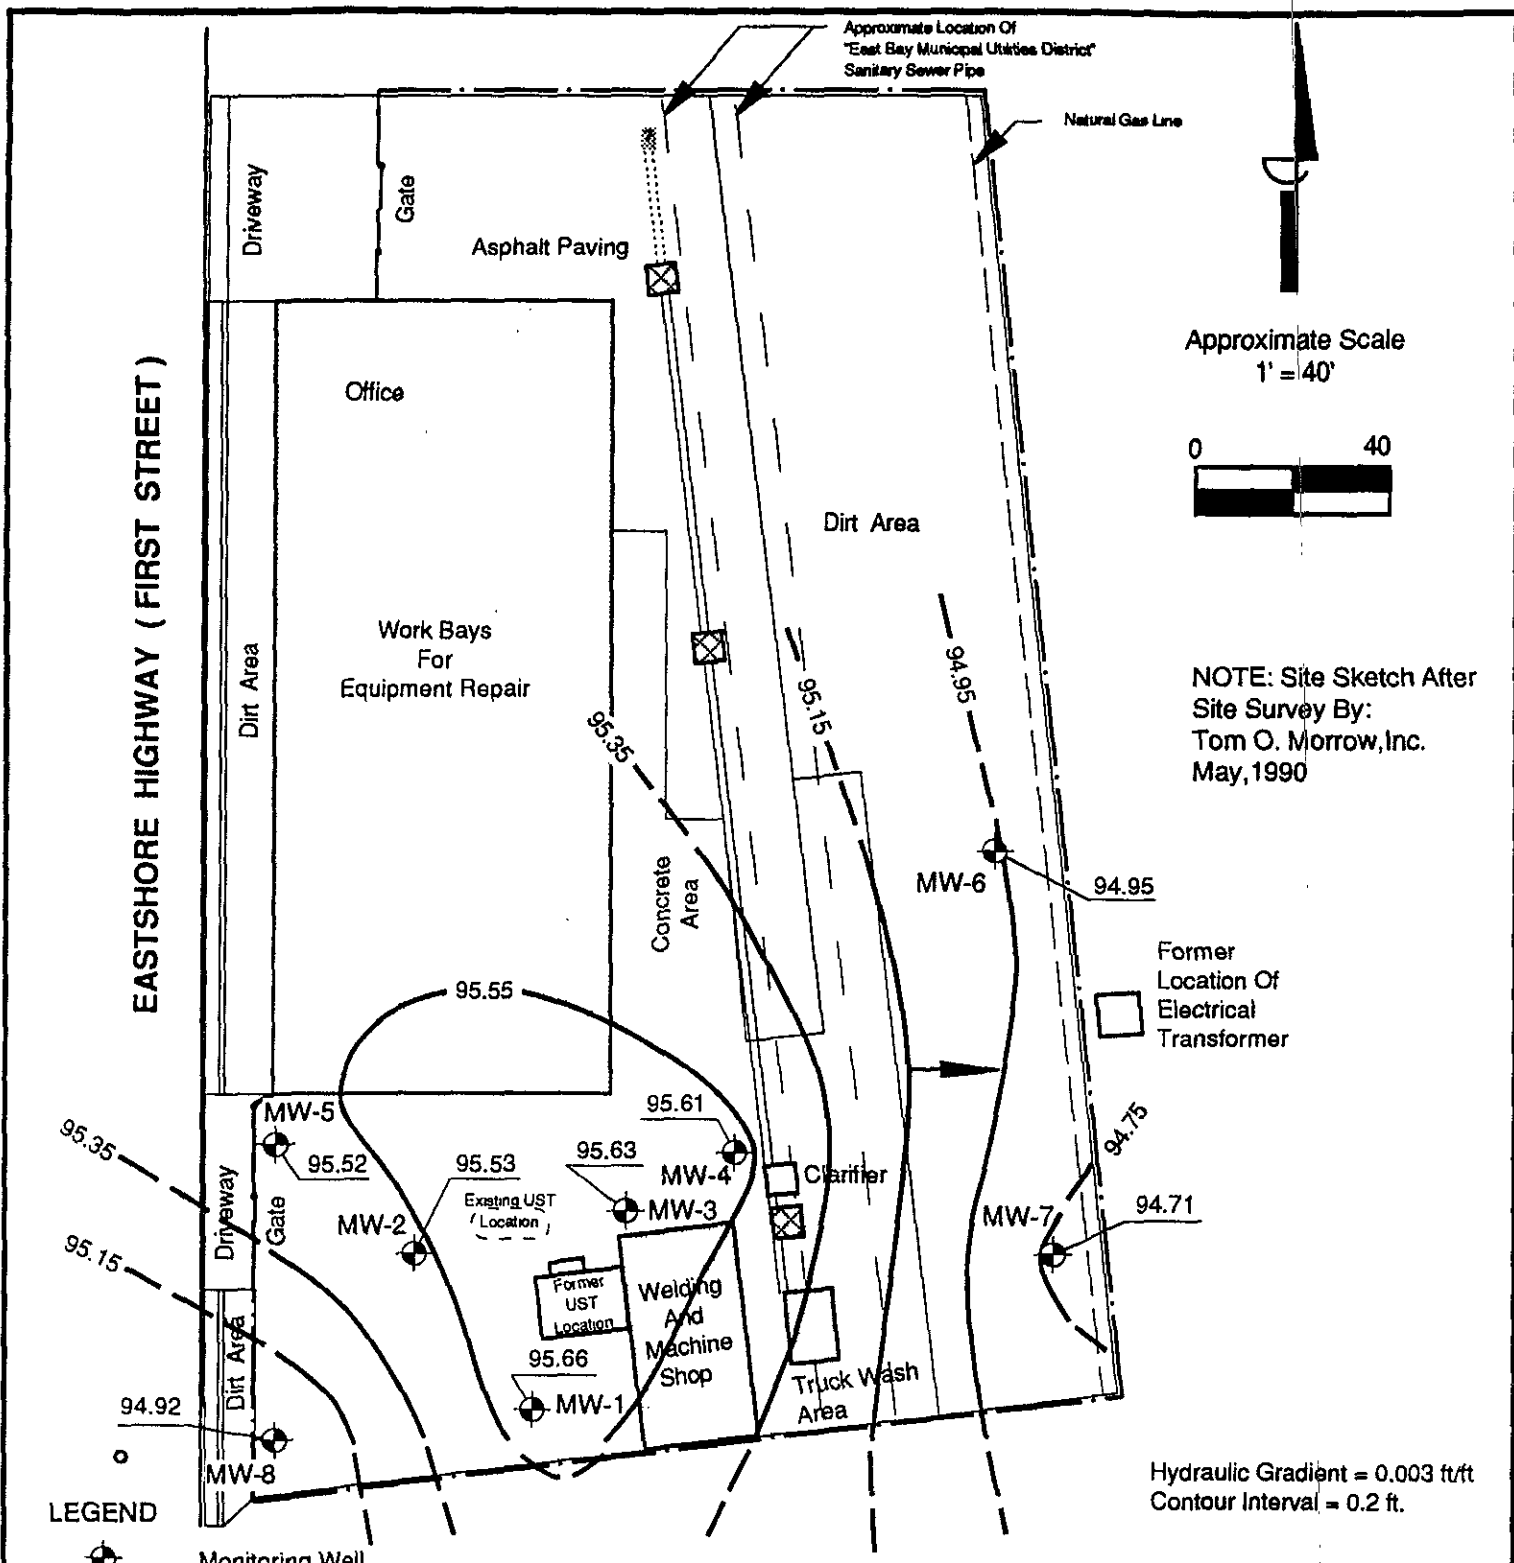 Approximate Location Of
"East Bay Municipal Utilities District"
Sanitary Sewer Pipe
Natural Gas Line
Driveway
Gate
Asphalt Paving
Approximate Scale
1' = 40'
0 40
Office
EASTSHORE HIGHWAY (FIRST STREET)
Dirt Area
Dirt Area
Work Bays
For
Equipment Repair
NOTE: Site Sketch After
Site Survey By:
Tom O. Morrow,Inc.
May,1990
95.35
95.15
94.95
Concrete
Area
MW-6
94.95
Former
Location Of
Electrical
Transformer
95.55
MW-5
95.52
95.53
95.63
95.61
MW-4
94.75
95.35
95.15
Driveway
Gate
MW-2
Existing UST
Location
MW-3
Clarifier
MW-7
94.71
Former
UST
Location
Welding
And
Machine
Shop
Dirt Area
95.66
MW-1
Truck Wash
Area
94.92
MW-8
Hydraulic Gradient = 0.003 ft/ft
Contour Interval = 0.2 ft.
LEGEND
Monitoring Well